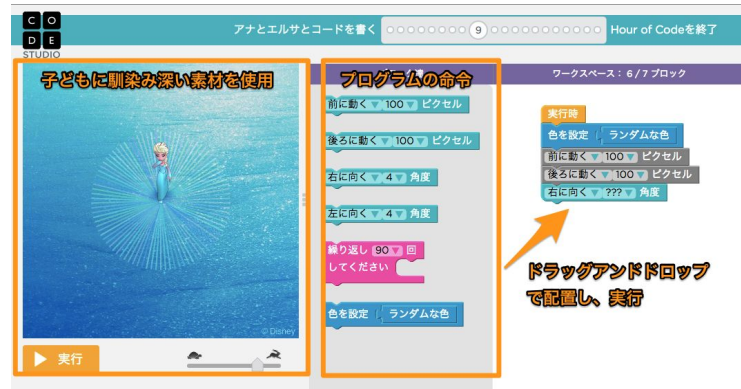 C O
D E
STUDIO
アナとエルサとコードを書く
9
Hour of Codeを終了
子どもに馴染み深い素材を使用
プログラムの命令
ワークスペース： 6 / 7 ブロック
前に動く 100 ピクセル
後ろに動く 100 ピクセル
右に向く 4 角度
左に向く 4 角度
繰り返し 90 回
してください
色を設定 ランダムな色
実行時
色を設定 ランダムな色
前に動く 100 ピクセル
後ろに動く 100 ピクセル
右に向く ??? 角度
ドラッグアンドドロップ
で配置し、実行
© Disney
実行